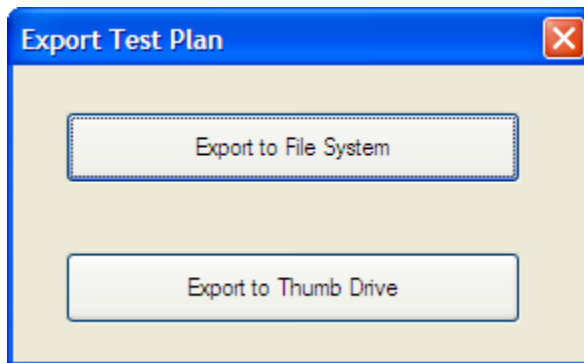 Export Test Plan
Export to File System
Export to Thumb Drive